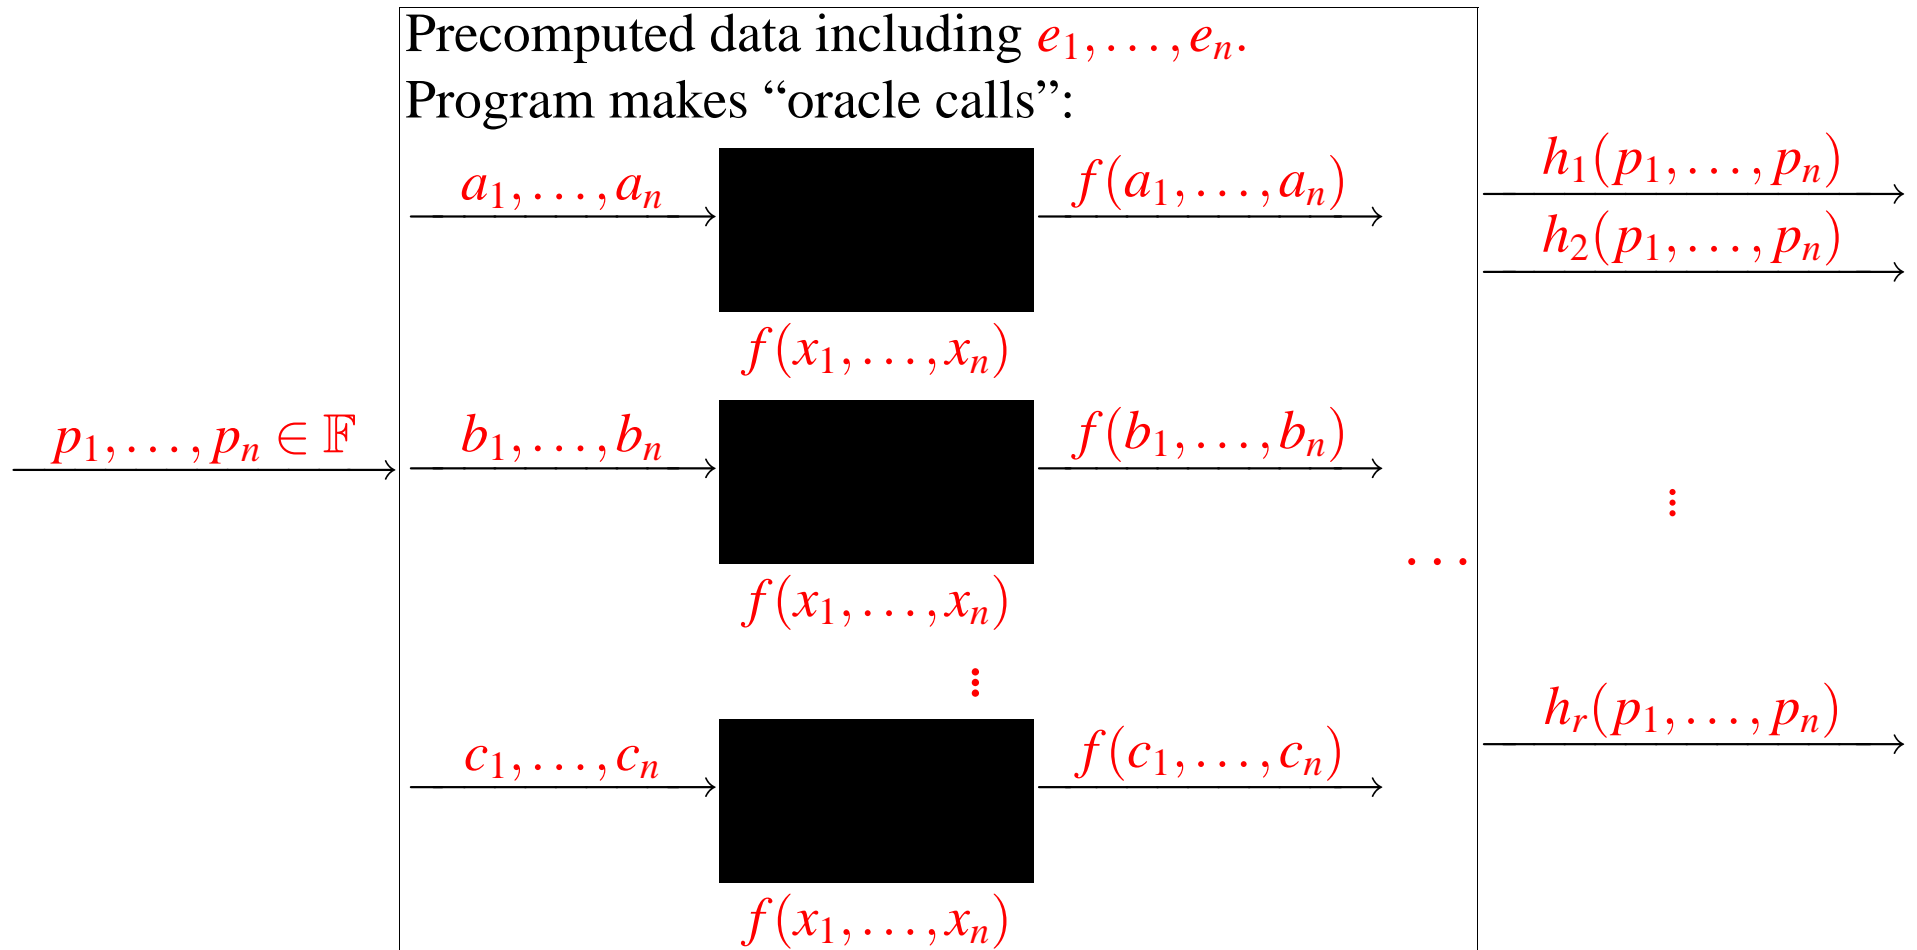 Precomputed data including e₁, . . . , eₙ.
Program makes “oracle calls”:
a₁, . . . , aₙ
f(a₁, . . . , aₙ)
h₁(p₁, . . . , pₙ)
h₂(p₁, . . . , pₙ)
f(x₁, . . . , xₙ)
p₁, . . . , pₙ ∈ 𝔽
b₁, . . . , bₙ
f(b₁, . . . , bₙ)
⋮
. . .
f(x₁, . . . , xₙ)
⋮
c₁, . . . , cₙ
f(c₁, . . . , cₙ)
hᵣ(p₁, . . . , pₙ)
f(x₁, . . . , xₙ)